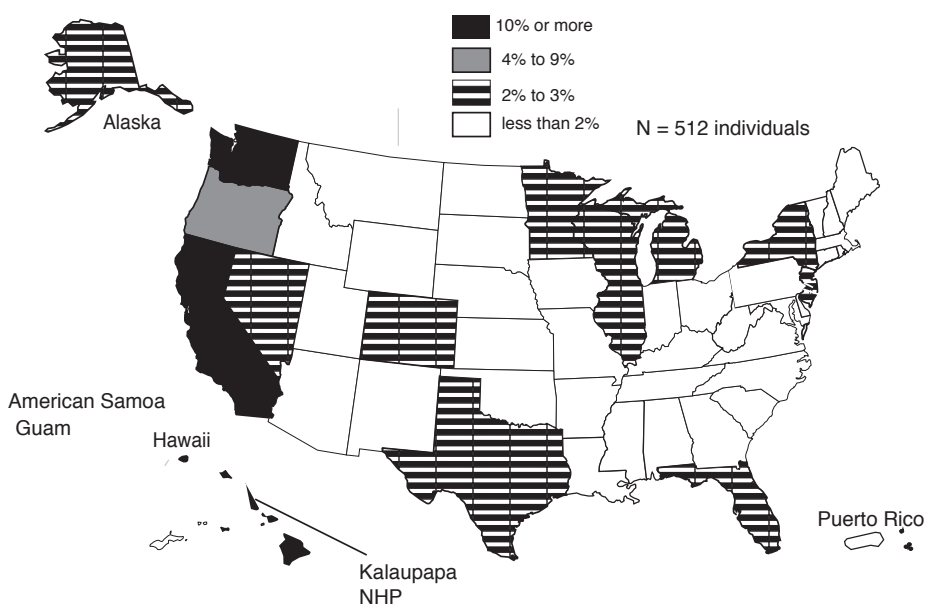 10% or more
4% to 9%
2% to 3%
less than 2%
N = 512 individuals
Alaska
American Samoa
Guam
Hawaii
Puerto Rico
Kalaupapa
NHP